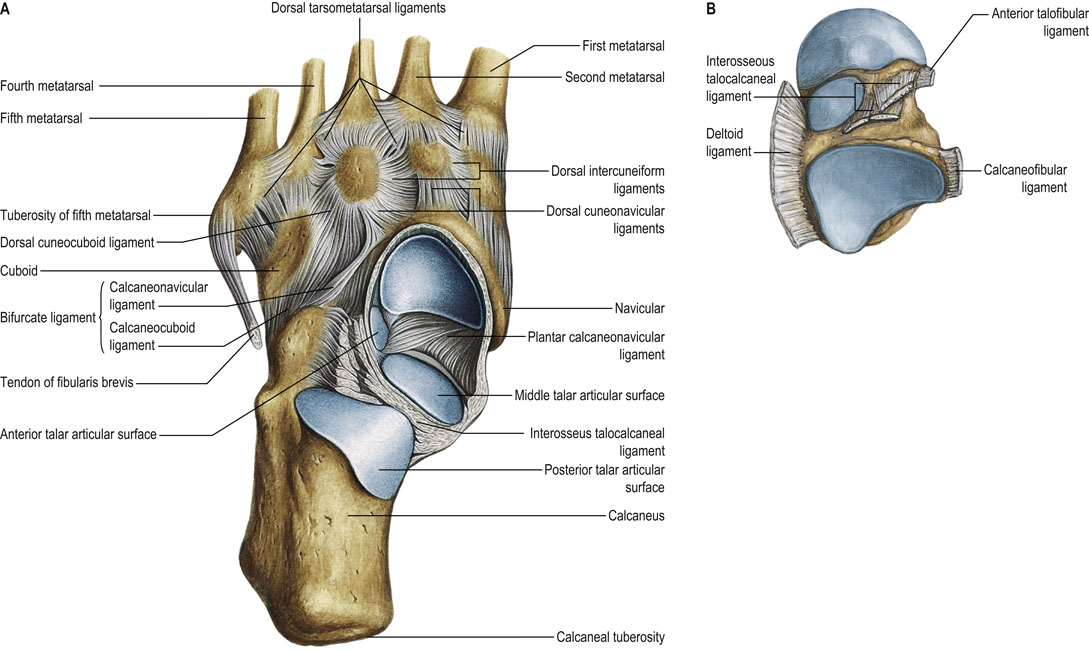 A
Dorsal tarsometatarsal ligaments
Fourth metatarsal
Fifth metatarsal
Tuberosity of fifth metatarsal
Dorsal cuneocuboid ligament
Cuboid
Bifurcate ligament
Calcaneonavicular
ligament
Calcaneocuboid
ligament
Tendon of fibularis brevis
Anterior talar articular surface
First metatarsal
Second metatarsal
Dorsal intercuneiform
ligaments
Dorsal cuneonavicular
ligaments
Navicular
Plantar calcaneonavicular
ligament
Middle talar articular surface
Interosseus talocalcaneal
ligament
Posterior talar articular
surface
Calcaneus
Calcaneal tuberosity
B
Interosseous
talocalcaneal
ligament
Deltoid
ligament
Anterior talofibular
ligament
Calcaneofibular
ligament